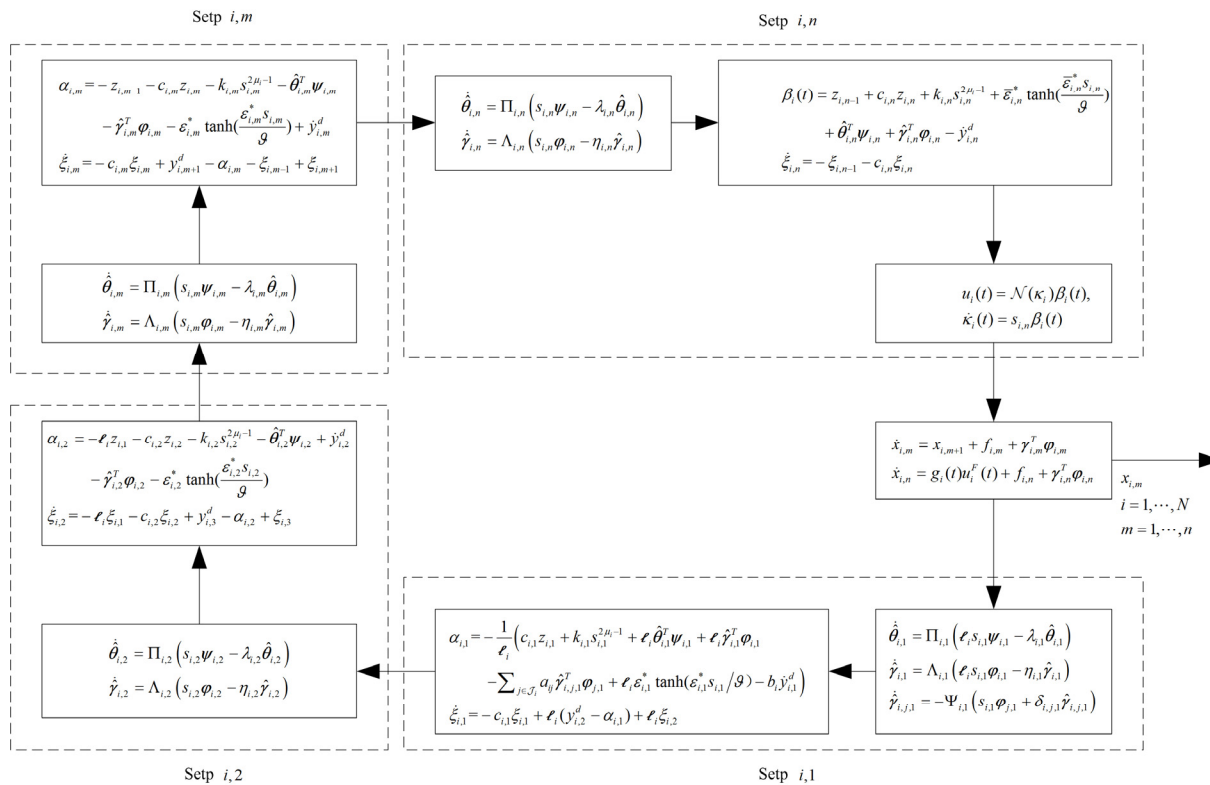 Setp i,m
α_{i,m} = −z_{i,m−1} − c_{i,m}z_{i,m} − k_{i,m}s_{i,m}^{2μ_i−1} − θ̂_{i,m}^T ψ_{i,m}
− γ̂_{i,m}^T φ_{i,m} − ε_{i,m}^* tanh(ε_{i,m}^* s_{i,m}/ϑ) + ẏ_{i,m}^d
ξ̇_{i,m} = −c_{i,m}ξ_{i,m} + y_{i,m+1}^d − α_{i,m} − ξ_{i,m−1} + ξ_{i,m+1}
θ̂̇_{i,m} = Π_{i,m}(s_{i,m}ψ_{i,m} − λ_{i,m}θ̂_{i,m})
γ̂̇_{i,m} = Λ_{i,m}(s_{i,m}φ_{i,m} − η_{i,m}γ̂_{i,m})
Setp i,n
θ̂̇_{i,n} = Π_{i,n}(s_{i,n}ψ_{i,n} − λ_{i,n}θ̂_{i,n})
γ̂̇_{i,n} = Λ_{i,n}(s_{i,n}φ_{i,n} − η_{i,n}γ̂_{i,n})
β_i(t) = z_{i,n−1} + c_{i,n}z_{i,n} + k_{i,n}s_{i,n}^{2μ_i−1} + ε̄_{i,n}^* tanh(ε̄_{i,n}^* s_{i,n}/ϑ)
+ θ̂_{i,n}^T ψ_{i,n} + γ̂_{i,n}^T φ_{i,n} − ẏ_{i,n}^d
ξ̇_{i,n} = −ξ_{i,n−1} − c_{i,n}ξ_{i,n}
u_i(t) = 𝒩(κ_i)β_i(t),
κ̇_i(t) = s_{i,n}β_i(t)
ẋ_{i,m} = x_{i,m+1} + f_{i,m} + γ_{i,m}^T φ_{i,m}
ẋ_{i,n} = g_i(t)u_i^F(t) + f_{i,n} + γ_{i,n}^T φ_{i,n}
x_{i,m}
i = 1,⋯,N
m = 1,⋯,n
θ̂̇_{i,1} = Π_{i,1}(ℓ_i s_{i,1}ψ_{i,1} − λ_{i,1}θ̂_{i,1})
γ̂̇_{i,1} = Λ_{i,1}(ℓ_i s_{i,1}φ_{i,1} − η_{i,1}γ̂_{i,1})
γ̂̇_{i,j,1} = −Ψ_{i,1}(s_{i,1}φ_{j,1} + δ_{i,j,1}γ̂_{i,j,1})
α_{i,1} = −1/ℓ_i (c_{i,1}z_{i,1} + k_{i,1}s_{i,1}^{2μ_i−1} + ℓ_i θ̂_{i,1}^T ψ_{i,1} + ℓ_i γ̂_{i,1}^T φ_{i,1}
− ∑_{j∈𝒥_i} a_{ij}γ̂_{i,j,1}^T φ_{j,1} + ℓ_i ε_{i,1}^* tanh(ε_{i,1}^* s_{i,1}/ϑ) − b_i ẏ_{i,1}^d)
ξ̇_{i,1} = −c_{i,1}ξ_{i,1} + ℓ_i(y_{i,2}^d − α_{i,1}) + ℓ_i ξ_{i,2}
Setp i,1
α_{i,2} = −ℓ_i z_{i,1} − c_{i,2}z_{i,2} − k_{i,2}s_{i,2}^{2μ_i−1} − θ̂_{i,2}^T ψ_{i,2} + ẏ_{i,2}^d
− γ̂_{i,2}^T φ_{i,2} − ε_{i,2}^* tanh(ε_{i,2}^* s_{i,2}/ϑ)
ξ̇_{i,2} = −ℓ_i ξ_{i,1} − c_{i,2}ξ_{i,2} + y_{i,3}^d − α_{i,2} + ξ_{i,3}
θ̂̇_{i,2} = Π_{i,2}(s_{i,2}ψ_{i,2} − λ_{i,2}θ̂_{i,2})
γ̂̇_{i,2} = Λ_{i,2}(s_{i,2}φ_{i,2} − η_{i,2}γ̂_{i,2})
Setp i,2